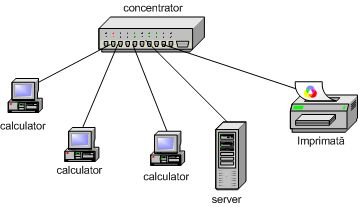 concentrator
calculator
calculator
calculator
server
Imprimată